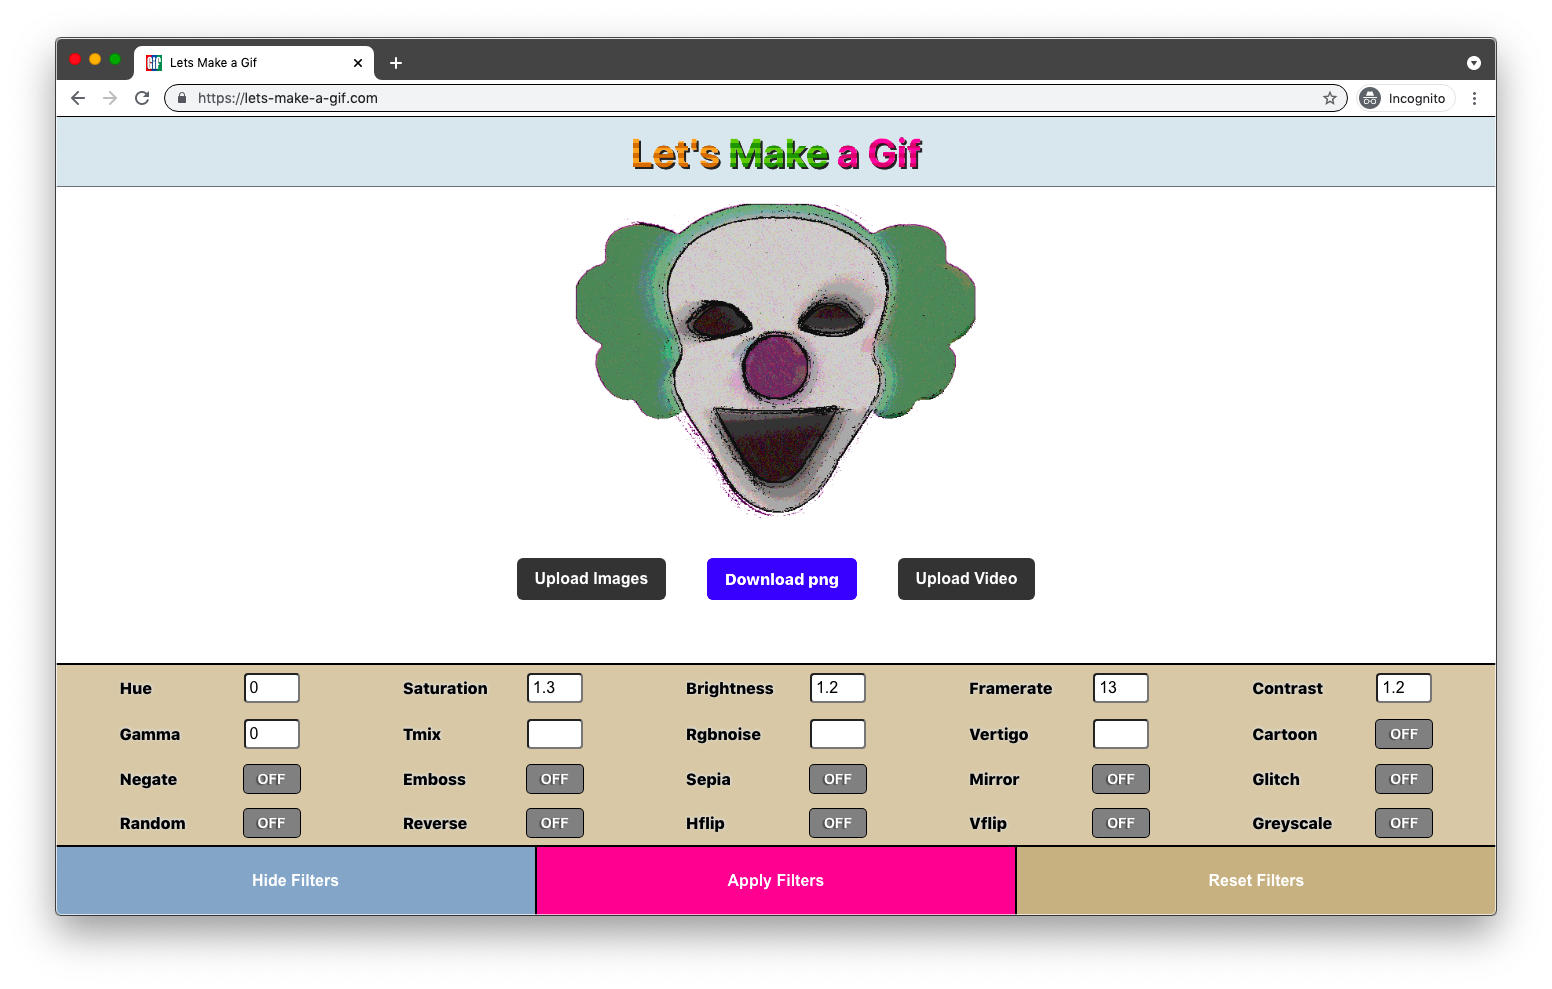 GIF Lets Make a Gif
https://lets-make-a-gif.com Incognito
Let's Make a Gif
Upload Images Download png Upload Video
Hue 0 Saturation 1.3 Brightness 1.2 Framerate 13 Contrast 1.2
Gamma 0 Tmix Rgbnoise Vertigo Cartoon OFF
Negate OFF Emboss OFF Sepia OFF Mirror OFF Glitch OFF
Random OFF Reverse OFF Hflip OFF Vflip OFF Greyscale OFF
Hide Filters Apply Filters Reset Filters